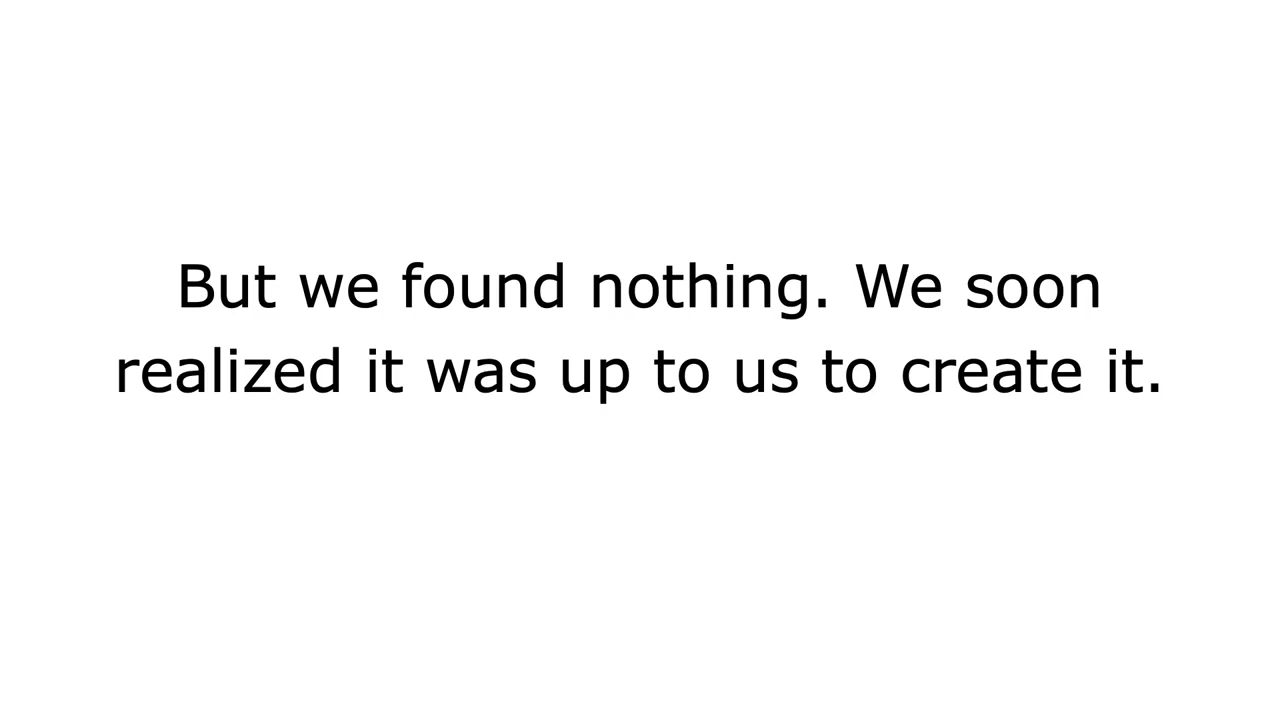 But we found nothing. We soon
realized it was up to us to create it.